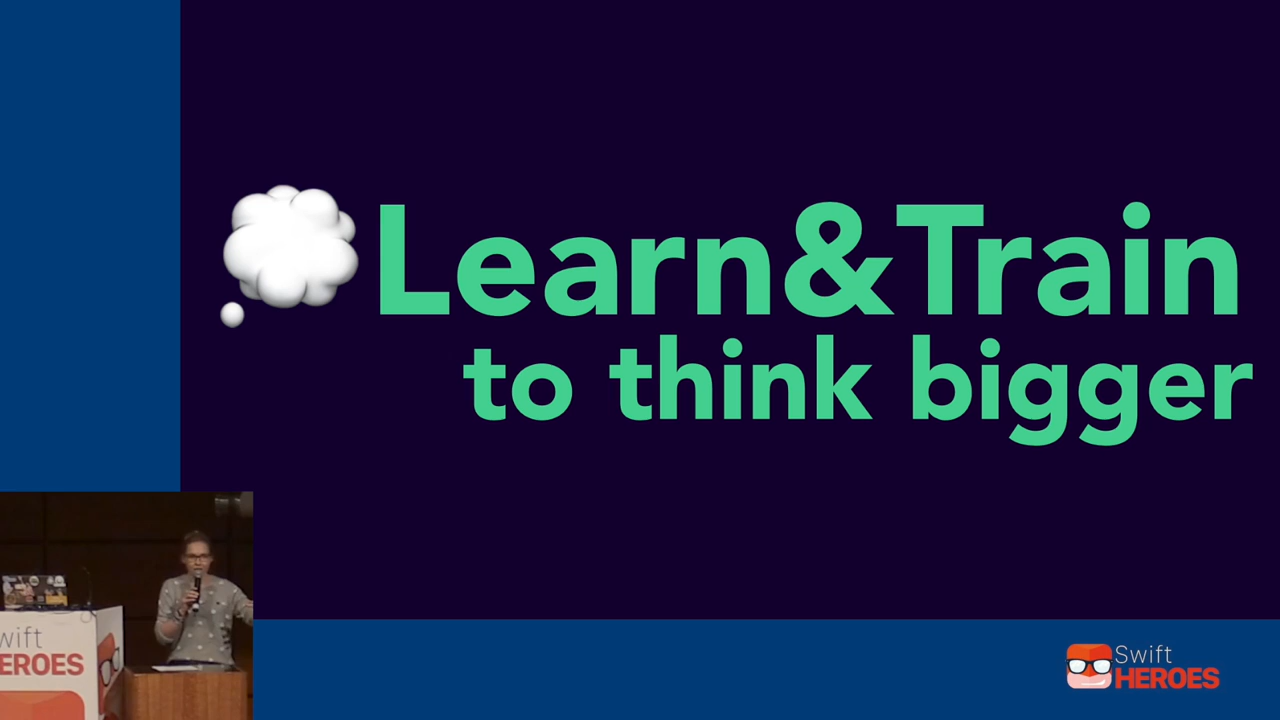 Learn&Train
to think bigger
wift
EROES
Swift
HEROES